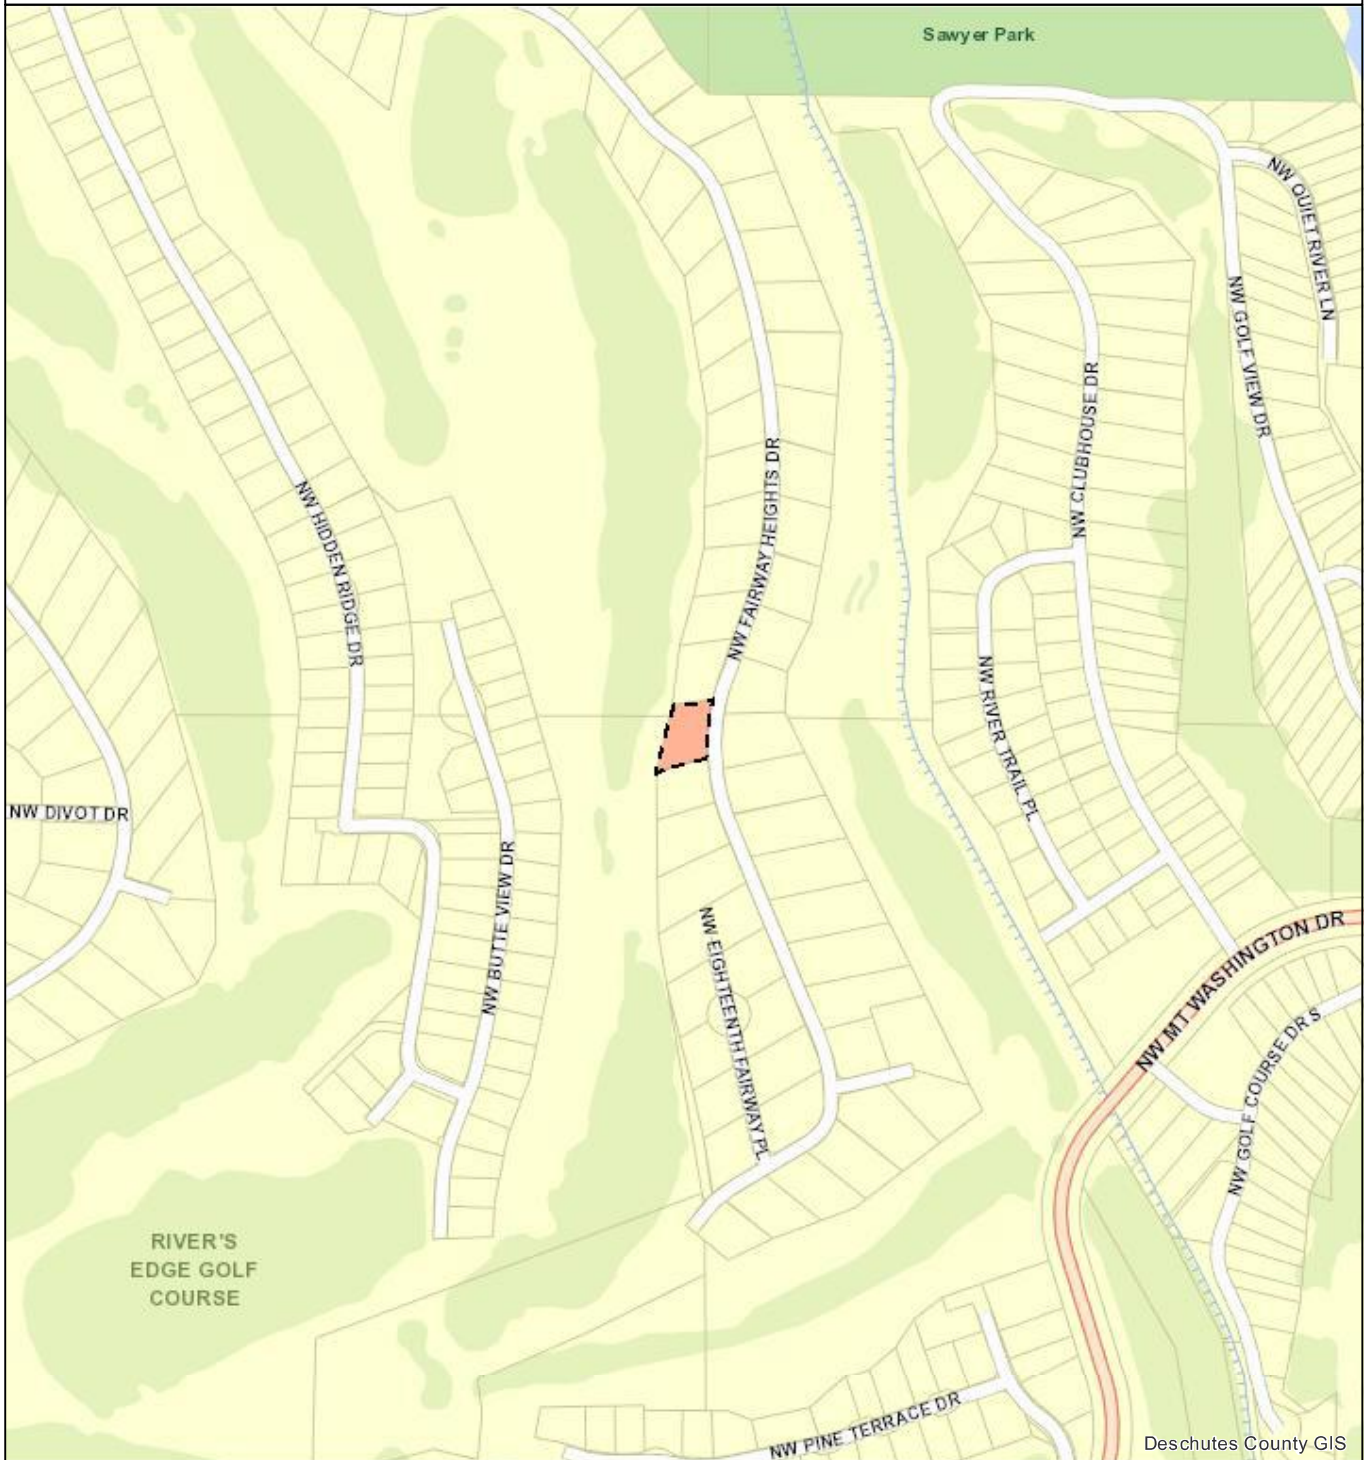 Sawyer Park
NW QUIET RIVER LN
NW GOLF VIEW DR
NW CLUBHOUSE DR
NW FAIRWAY HEIGHTS DR
NW HIDDEN RIDGE DR
NW RIVER TRAIL PL
NW DIVOT DR
NW BUTTE VIEW DR
NW EIGHTEENTH FAIRWAY PL
NW MT WASHINGTON DR
NW GOLF COURSE DR S
RIVER'S
EDGE GOLF
COURSE
NW PINE TERRACE DR
Deschutes County GIS